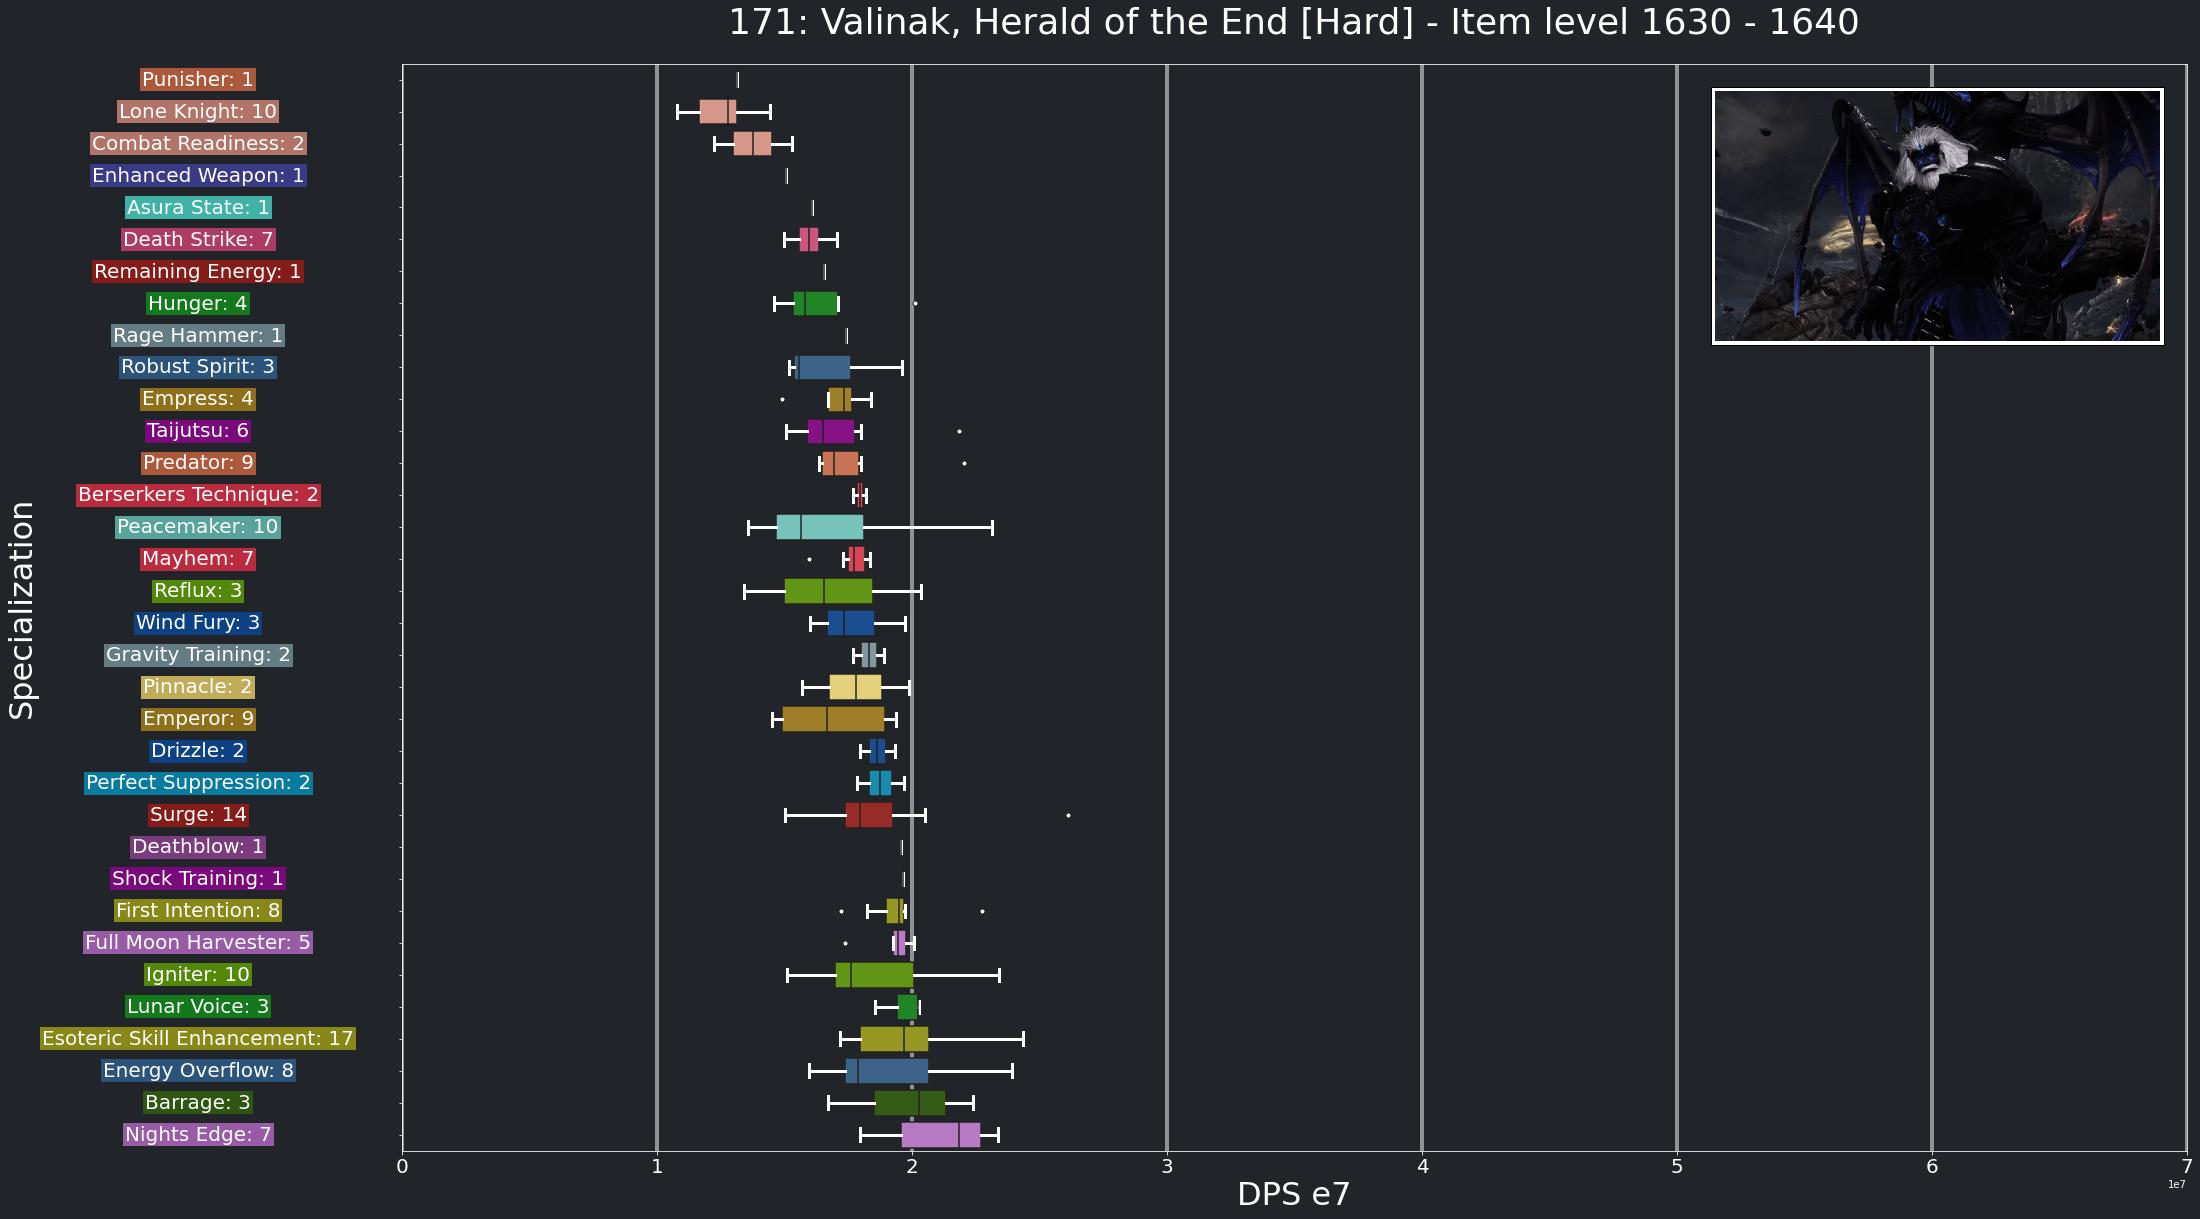 171: Valinak, Herald of the End [Hard] - Item level 1630 - 1640
Punisher: 1
Lone Knight: 10
Combat Readiness: 2
Enhanced Weapon: 1
Asura State: 1
Death Strike: 7
Remaining Energy: 1
Hunger: 4
Rage Hammer: 1
Robust Spirit: 3
Empress: 4
Taijutsu: 6
Predator: 9
Berserkers Technique: 2
Peacemaker: 10
Mayhem: 7
Reflux: 3
Wind Fury: 3
Gravity Training: 2
Pinnacle: 2
Emperor: 9
Drizzle: 2
Perfect Suppression: 2
Surge: 14
Deathblow: 1
Shock Training: 1
First Intention: 8
Full Moon Harvester: 5
Igniter: 10
Lunar Voice: 3
Esoteric Skill Enhancement: 17
Energy Overflow: 8
Barrage: 3
Nights Edge: 7
Specialization
0 1 2 3 4 5 6 7
1e7
DPS e7